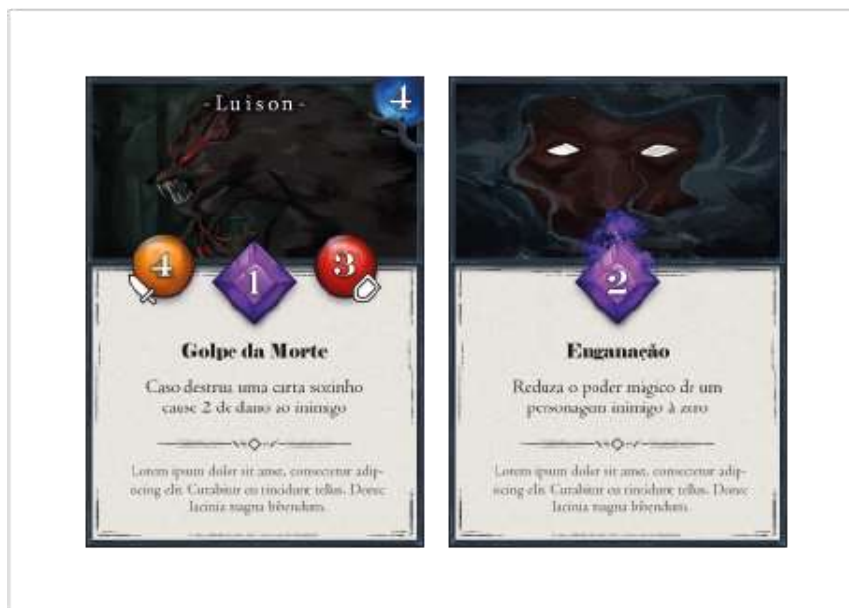 -Luison-
4
4
1
3
Golpe da Morte
Caso destrua uma carta sozinho
cause 2 de dano ao inimigo
Lorem ipsum dolor sit amet, consectetur adip-
iscing elit. Curabitur eu tincidunt tellus. Donec
lacinia magna bibendum.
2
Enganação
Reduza o poder mágico de um
personagem inimigo à zero
Lorem ipsum dolor sit amet, consectetur adip-
iscing elit. Curabitur eu tincidunt tellus. Donec
lacinia magna bibendum.